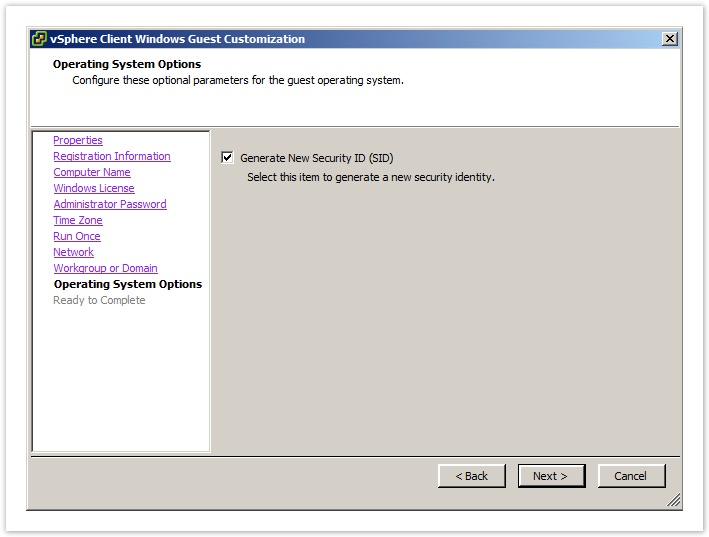 vSphere Client Windows Guest Customization
Operating System Options
Configure these optional parameters for the guest operating system.
Properties
Registration Information
Computer Name
Windows License
Administrator Password
Time Zone
Run Once
Network
Workgroup or Domain
Operating System Options
Ready to Complete
Generate New Security ID (SID)
Select this item to generate a new security identity.
< Back
Next >
Cancel